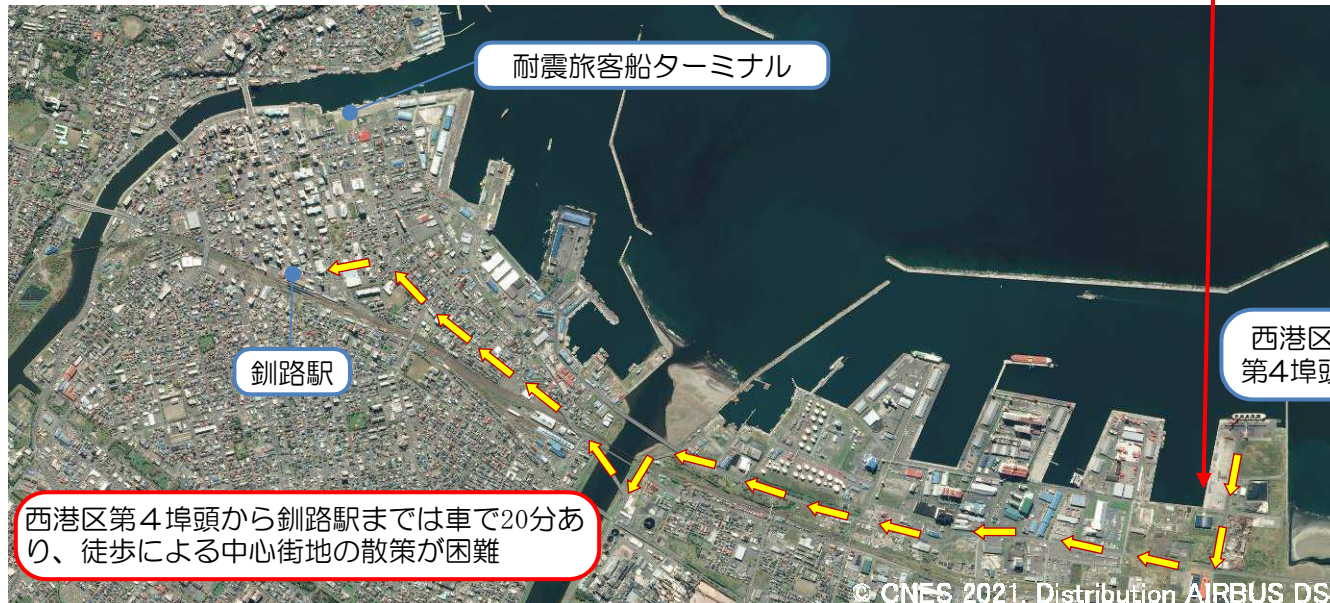 耐震旅客船ターミナル
西港区
第4埠頭
釧路駅
西港区第４埠頭から釧路駅までは車で20分あ
り、徒歩による中心街地の散策が困難
© CNES 2021, Distribution AIRBUS DS